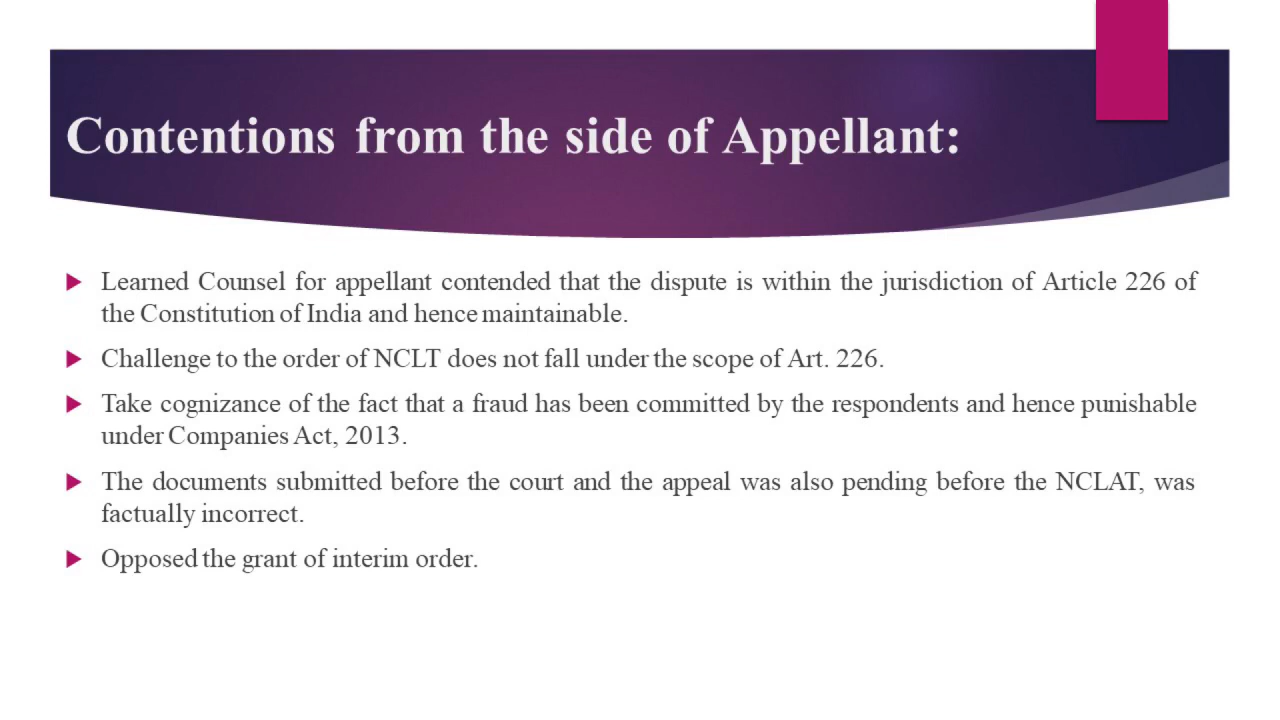 Contentions from the side of Appellant:
Learned Counsel for appellant contended that the dispute is within the jurisdiction of Article 226 of
the Constitution of India and hence maintainable.
Challenge to the order of NCLT does not fall under the scope of Art. 226.
Take cognizance of the fact that a fraud has been committed by the respondents and hence punishable
under Companies Act, 2013.
The documents submitted before the court and the appeal was also pending before the NCLAT, was
factually incorrect.
Opposed the grant of interim order.